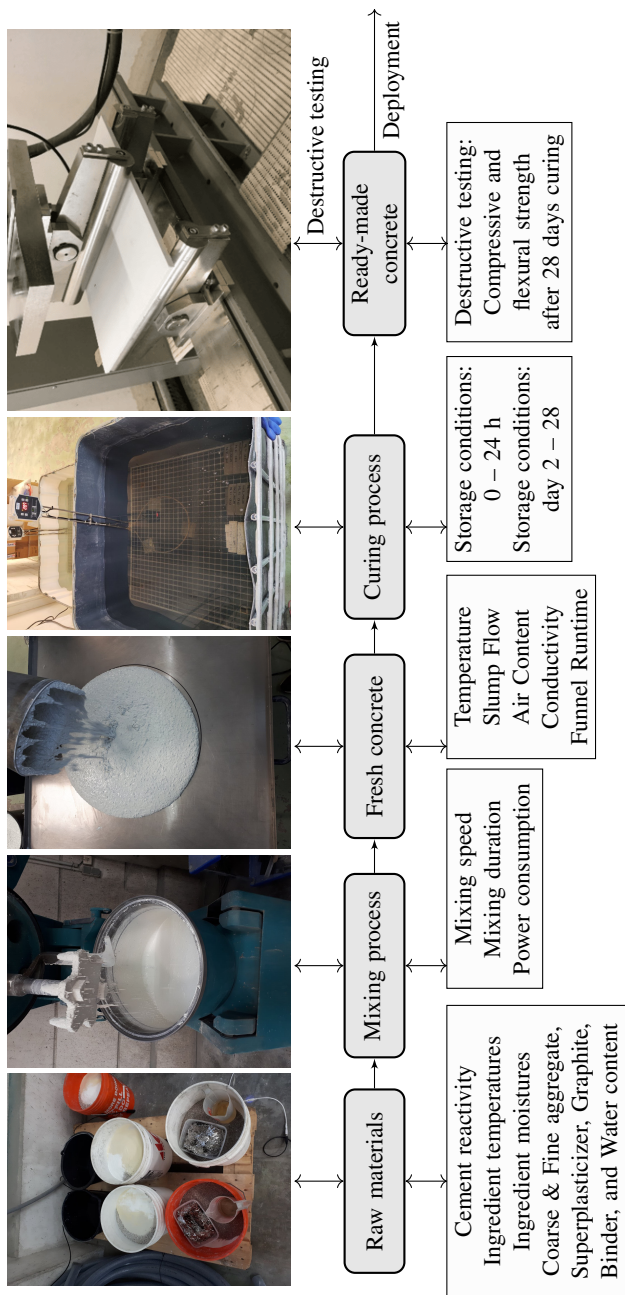 Destructive testing
Deployment
Raw materials
Mixing process
Fresh concrete
Curing process
Ready-made
concrete
Cement reactivity
Ingredient temperatures
Ingredient moistures
Coarse & Fine aggregate,
Superplasticizer, Graphite,
Binder, and Water content
Mixing speed
Mixing duration
Power consumption
Temperature
Slump Flow
Air Content
Conductivity
Funnel Runtime
Storage conditions:
0 – 24 h
Storage conditions:
day 2 – 28
Destructive testing:
Compressive and
flexural strength
after 28 days curing